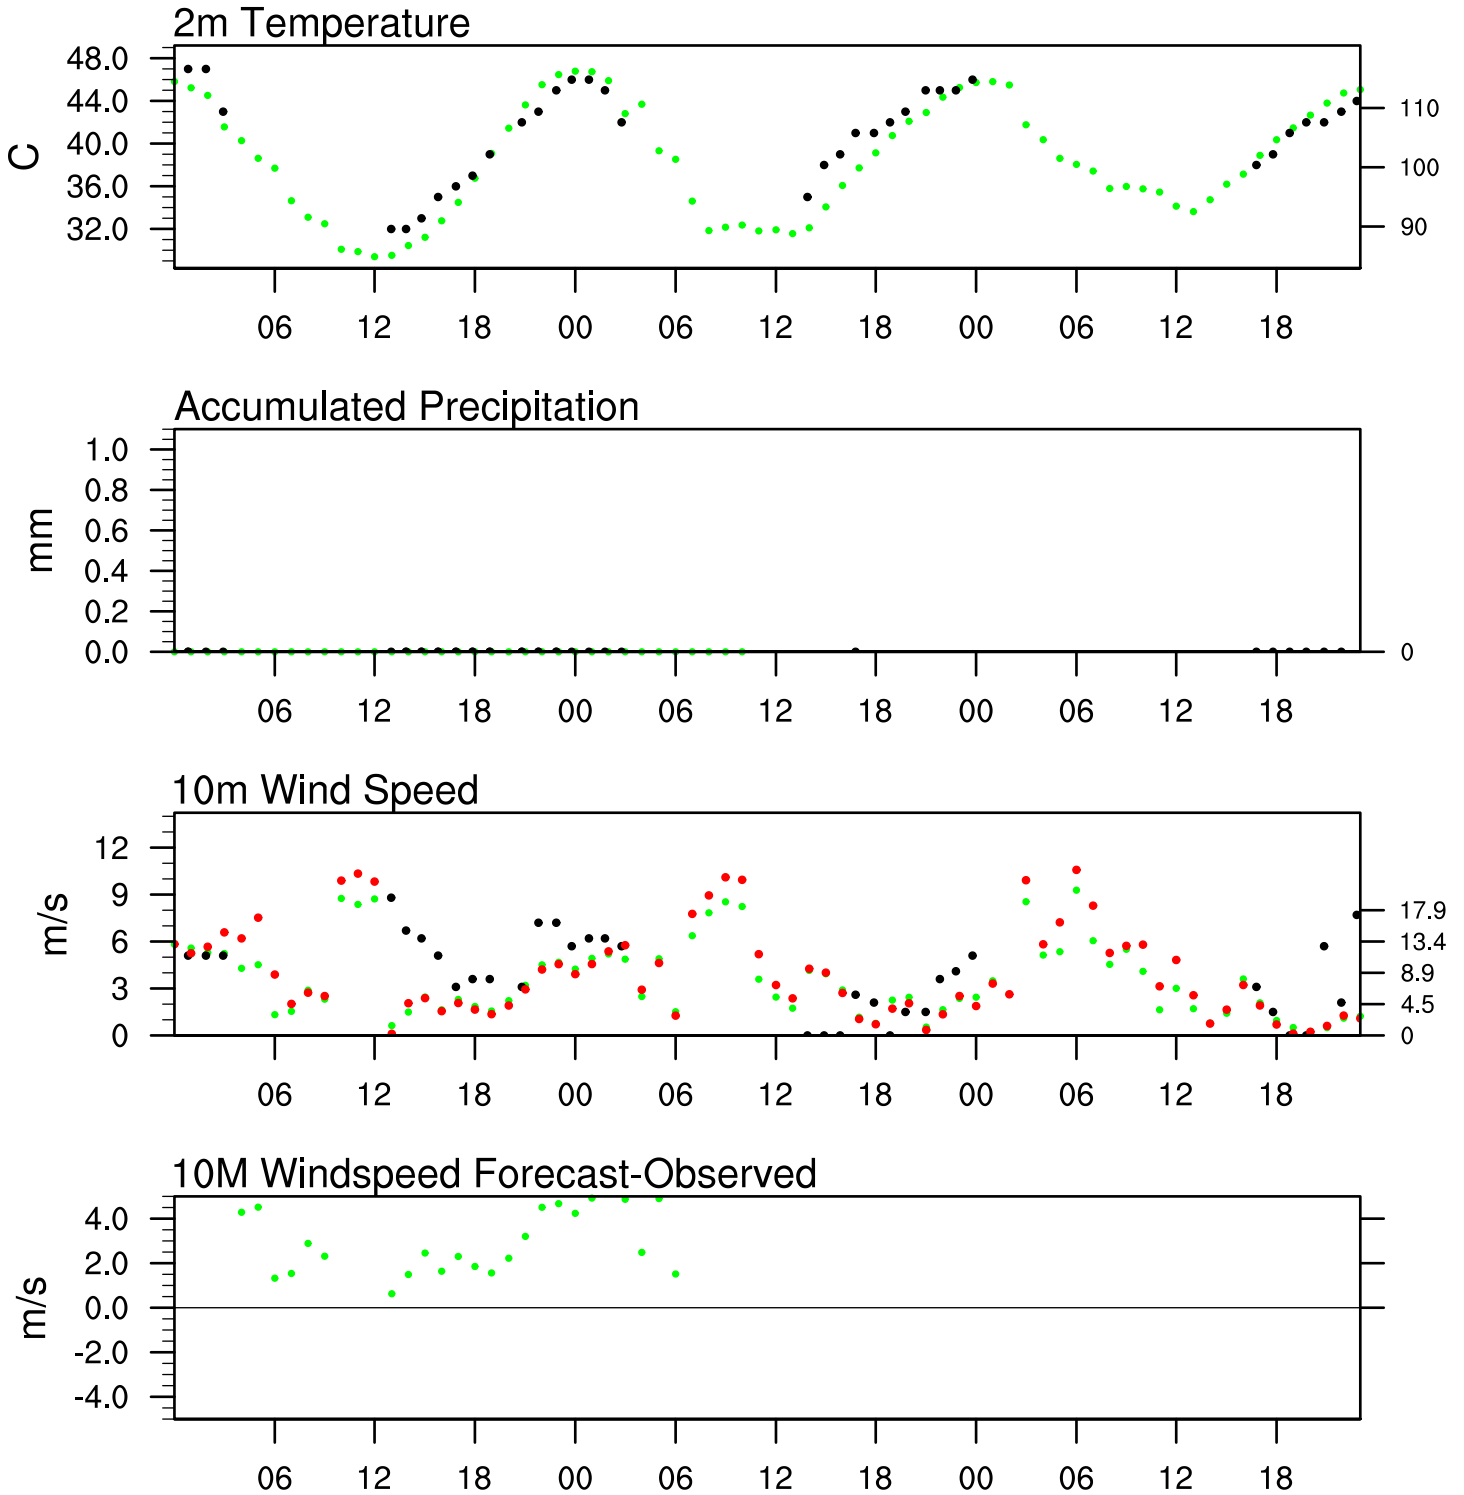 2m Temperature
48.0
44.0
40.0
36.0
32.0
C
110
100
90
06 12 18 00 06 12 18 00 06 12 18
Accumulated Precipitation
1.0
0.8
0.6
0.4
0.2
0.0
mm
0
06 12 18 00 06 12 18 00 06 12 18
10m Wind Speed
12
9
6
3
0
m/s
17.9
13.4
8.9
4.5
0
06 12 18 00 06 12 18 00 06 12 18
10M Windspeed Forecast-Observed
4.0
2.0
0.0
-2.0
-4.0
m/s
06 12 18 00 06 12 18 00 06 12 18